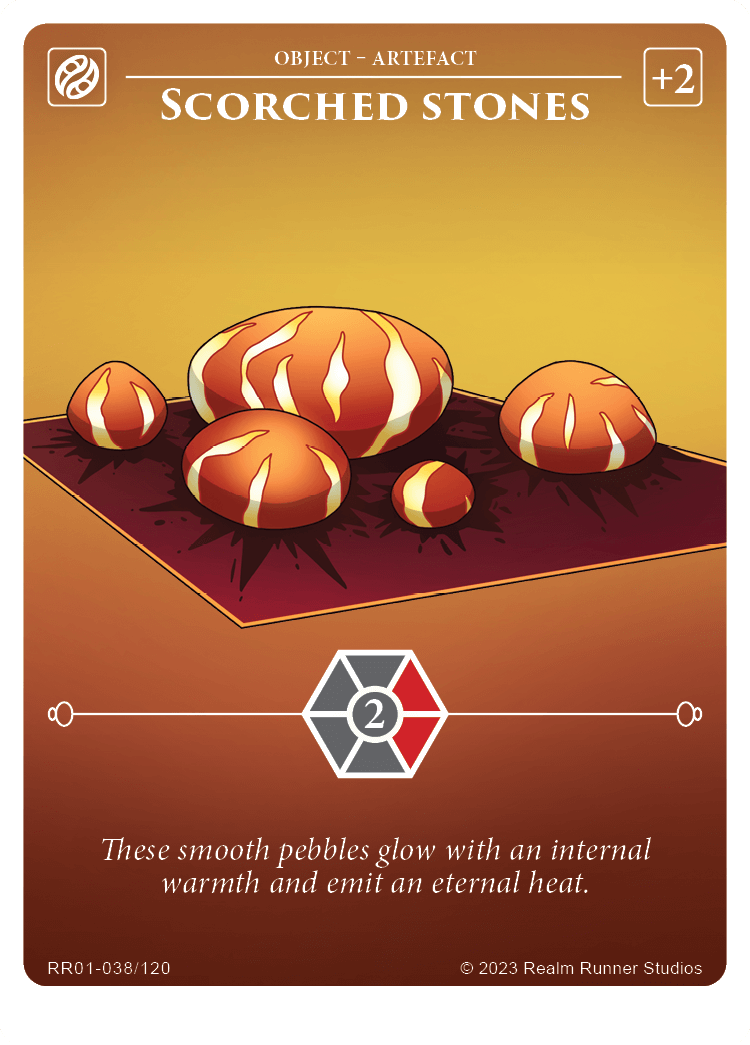 OBJECT – ARTEFACT
+2
SCORCHED STONES
2
These smooth pebbles glow with an internal
warmth and emit an eternal heat.
RR01-038/120
© 2023 Realm Runner Studios